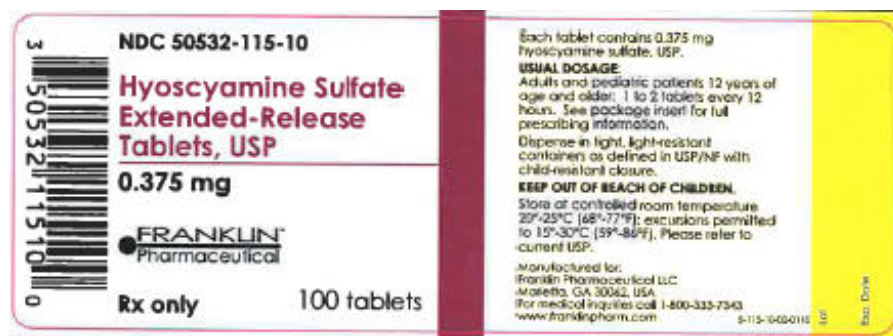 NDC 50532-115-10
Hyoscyamine Sulfate
Extended-Release
Tablets, USP
0.375 mg
FRANKLIN™
Pharmaceutical
Rx only 100 tablets
3 50532 11510 0
Each tablet contains 0.375 mg
hyoscyamine sulfate, USP.
USUAL DOSAGE:
Adults and pediatric patients 12 years of
age and older: 1 to 2 tablets every 12
hours. See package insert for full
prescribing information.
Dispense in tight, light-resistant
containers as defined in USP/NF with
child-resistant closure.
KEEP OUT OF REACH OF CHILDREN.
Store at controlled room temperature
20°-25°C (68°-77°F); excursions permitted
to 15°-30°C (59°-86°F). Please refer to
current USP.
Manufactured for:
Franklin Pharmaceutical LLC
Marietta, GA 30062, USA
For medical inquiries call 1-800-333-7343
www.franklinpharm.com
Lot
Exp. Date